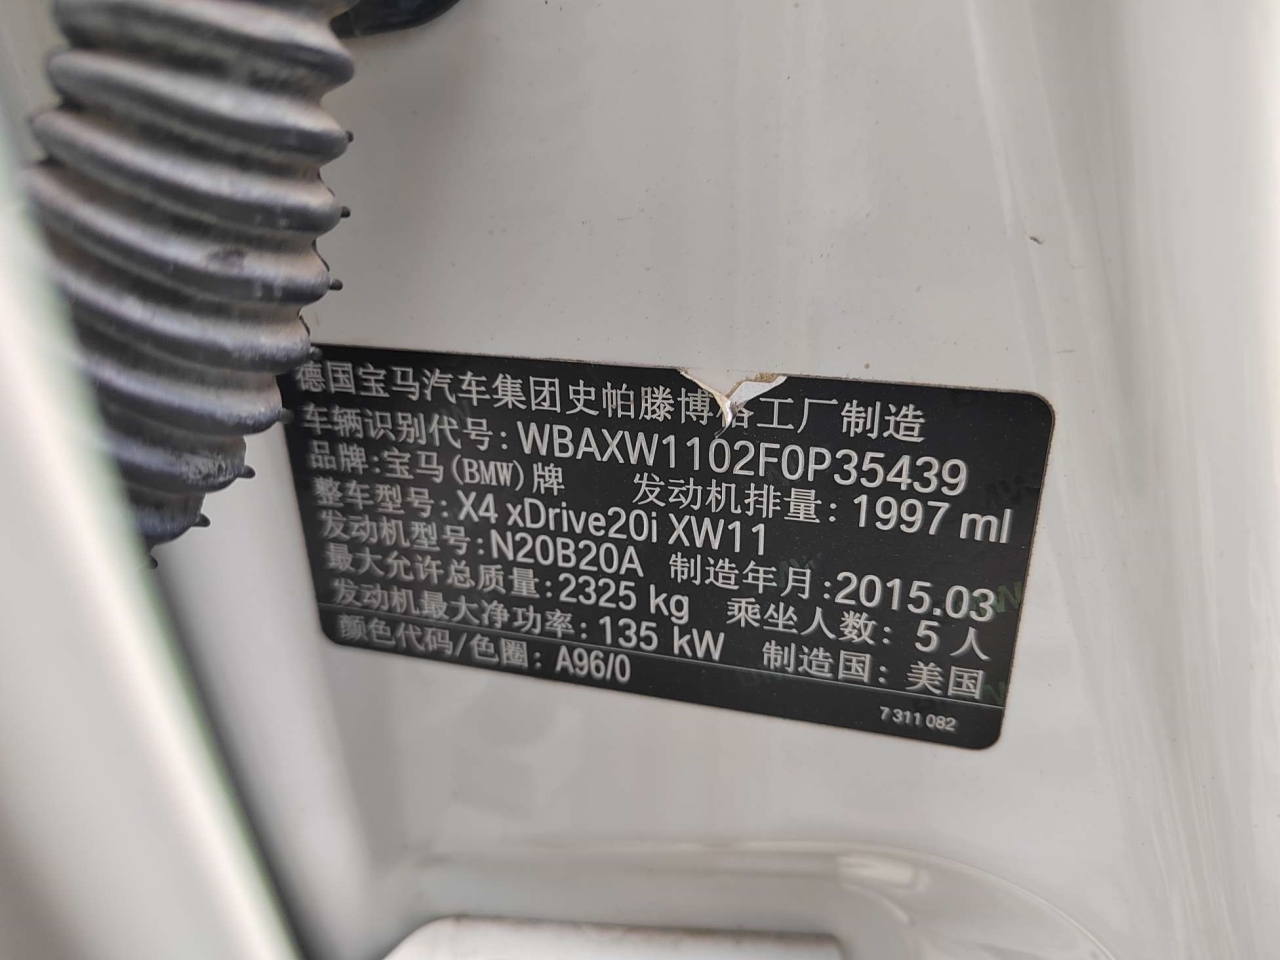 德国宝马汽车集团史帕滕博格工厂制造
车辆识别代号: WBAXW1102F0P35439
品牌:宝马(BMW)牌 发动机排量: 1997 ml
整车型号: X4 xDrive20i XW11
发动机型号:N20B20A 制造年月:2015.03
最大允许总质量:2325 kg 乘坐人数: 5 人
发动机最大净功率: 135 kW 制造国: 美国
颜色代码/色圈: A96/0
7 311 082